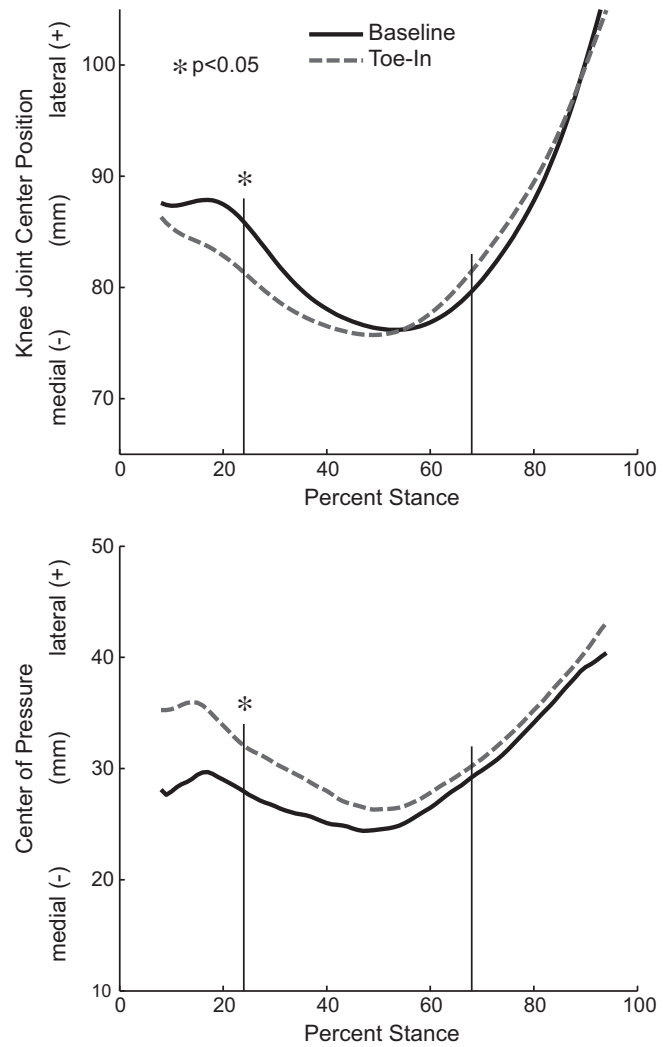 Baseline
Toe-In
* p<0.05
*
lateral (+)
Knee Joint Center Position
(mm)
medial (-)
100
90
80
70
0 20 40 60 80 100
Percent Stance
*
lateral (+)
Center of Pressure
(mm)
medial (-)
50
40
30
20
10
0 20 40 60 80 100
Percent Stance